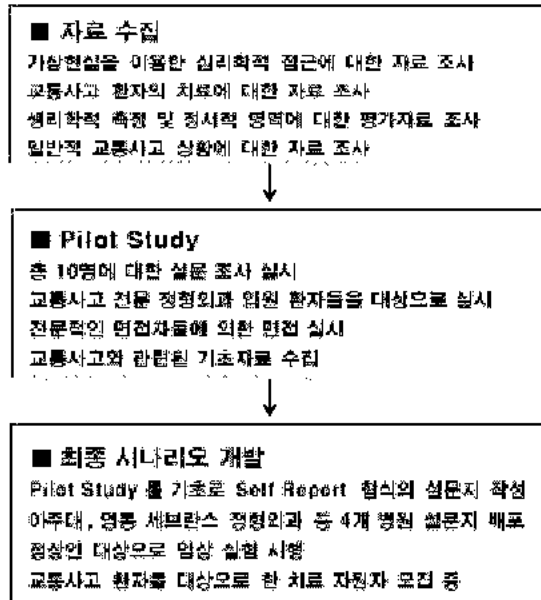 ■ 자료 수집
가상현실을 이용한 심리학적 접근에 대한 자료 조사
교통사고 환자의 치료에 대한 자료 조사
생리학적 측정 및 정서적 영역에 대한 평가자료 조사
일반적 교통사고 상황에 대한 자료 조사
■ Pilot Study
총 10명에 대한 설문 조사 실시
교통사고 전문 정형외과 입원 환자들을 대상으로 실시
전문적인 면접자들에 의한 면접 실시
교통사고와 관련된 기초자료 수집
■ 최종 시나리오 개발
Pilot Study 를 기초로 Self Report 형식의 설문지 작성
아주대, 영통 세브란스 정형외과 등 4개 병원 설문지 배포
정상인 대상으로 임상 실험 시행
교통사고 환자를 대상으로 한 치료 자원자 모집 중